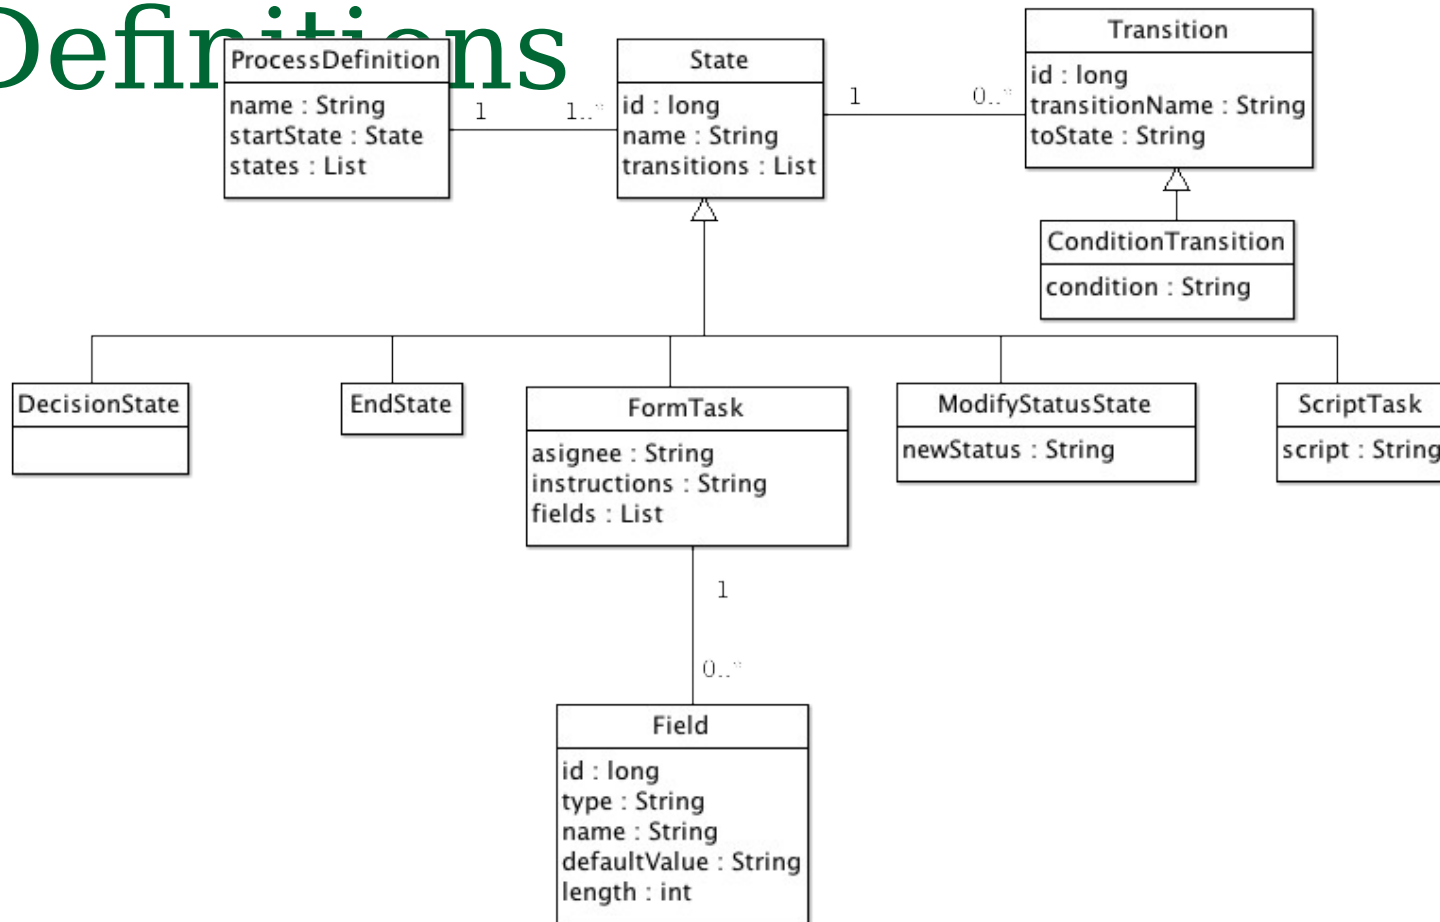 Definitions
ProcessDefinition
name : String
startState : State
states : List
1
1..*
State
id : long
name : String
transitions : List
1
0..*
Transition
id : long
transitionName : String
toState : String
ConditionTransition
condition : String
DecisionState
EndState
FormTask
asignee : String
instructions : String
fields : List
ModifyStatusState
newStatus : String
ScriptTask
script : String
1
0..*
Field
id : long
type : String
name : String
defaultValue : String
length : int